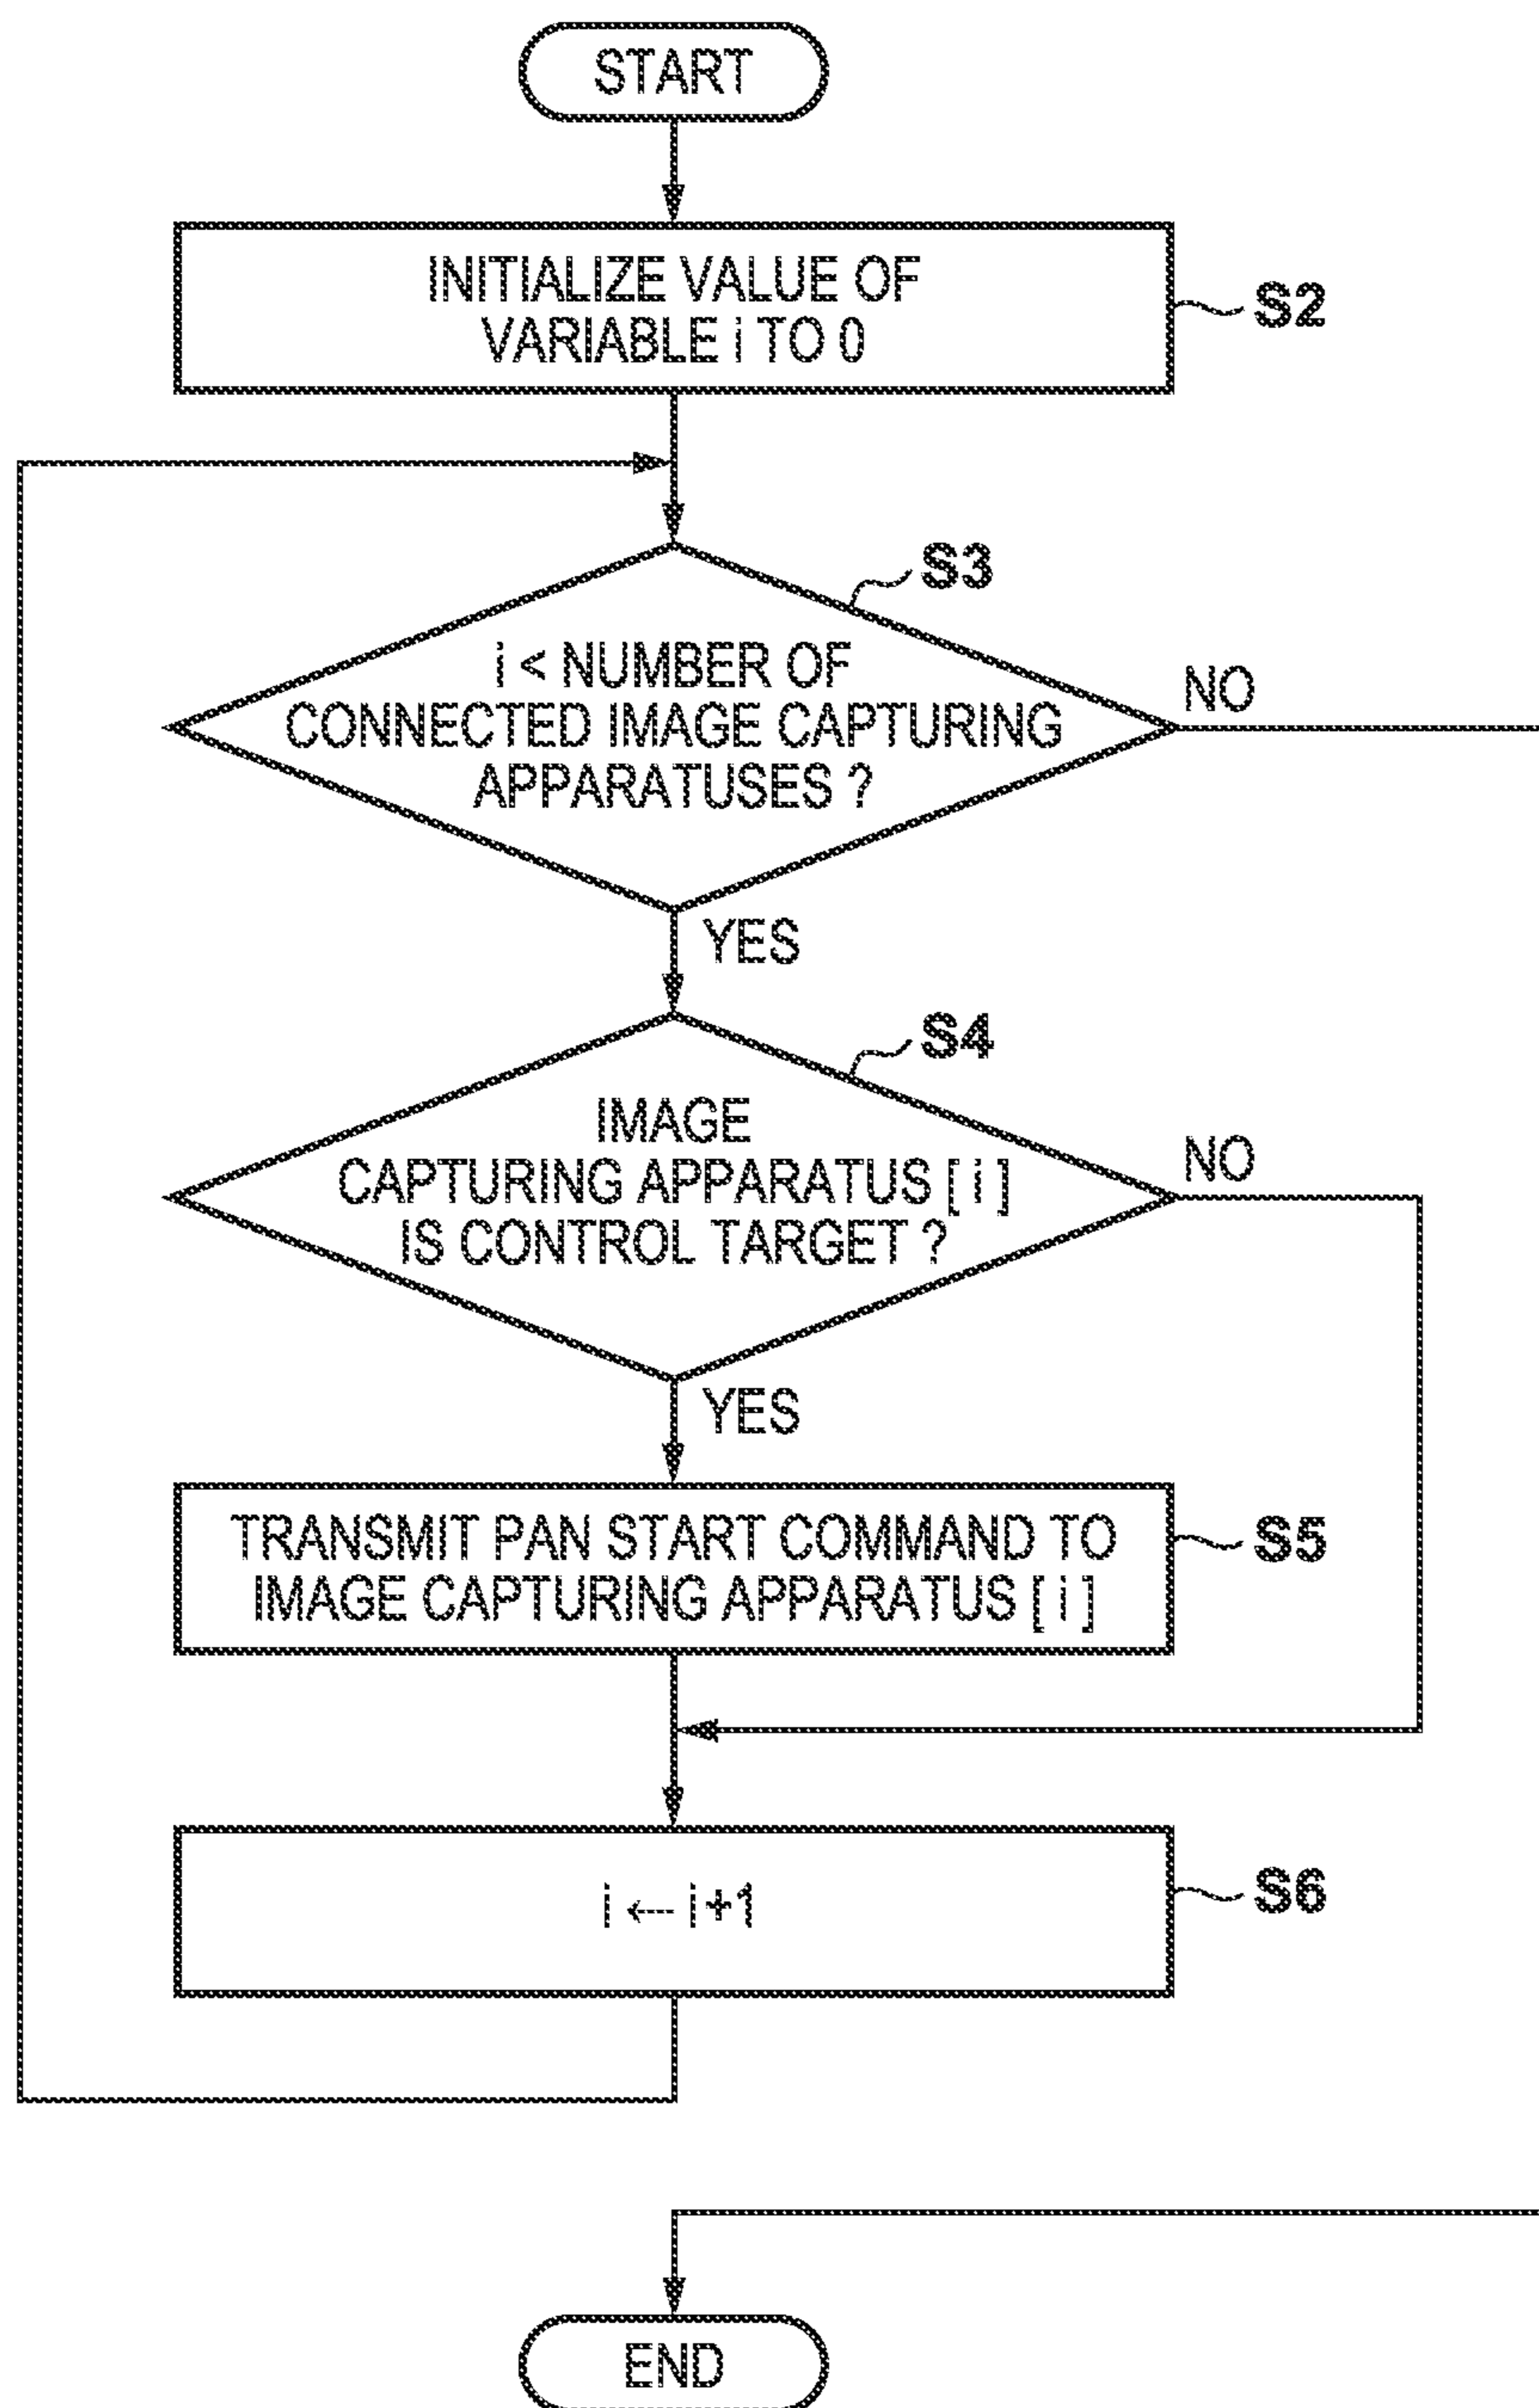 START
INITIALIZE VALUE OF
VARIABLE i TO 0
S2
S3
i < NUMBER OF
CONNECTED IMAGE CAPTURING
APPARATUSES ?
NO
YES
S4
IMAGE
CAPTURING APPARATUS [ i ]
IS CONTROL TARGET ?
NO
YES
TRANSMIT PAN START COMMAND TO
IMAGE CAPTURING APPARATUS [ i ]
S5
i ← i+1
S6
END